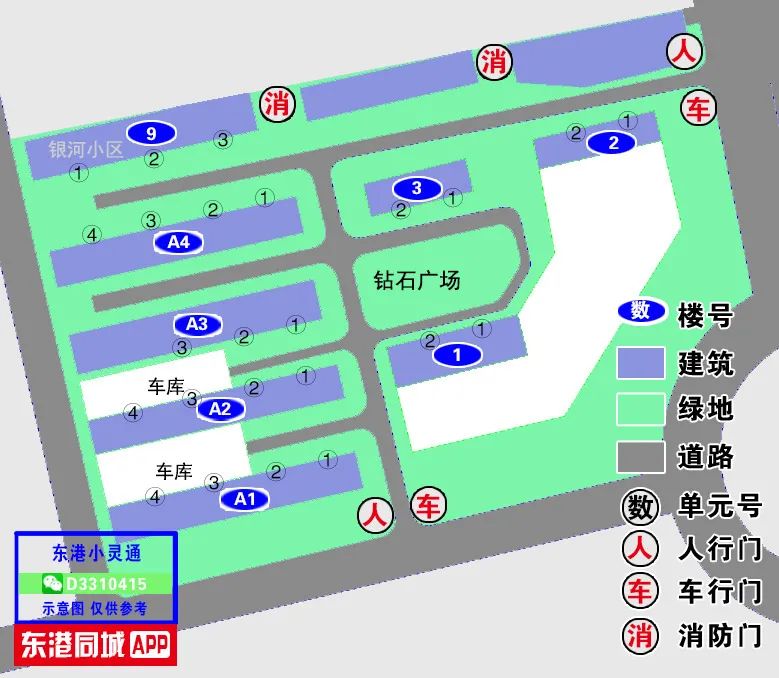 人
消
消
车
9
银河小区
① ② ③
② ①
2
3
② ①
④ ③ ② ①
A4
钻石广场
A3
③ ② ①
② ①
1
车库
④ ③ ② ①
A2
车库
④ ③ ② ①
A1
人 车
数 楼号
建筑
绿地
道路
数 单元号
人 人行门
车 车行门
消 消防门
东港小灵通
D3310415
示意图 仅供参考
东港同城APP